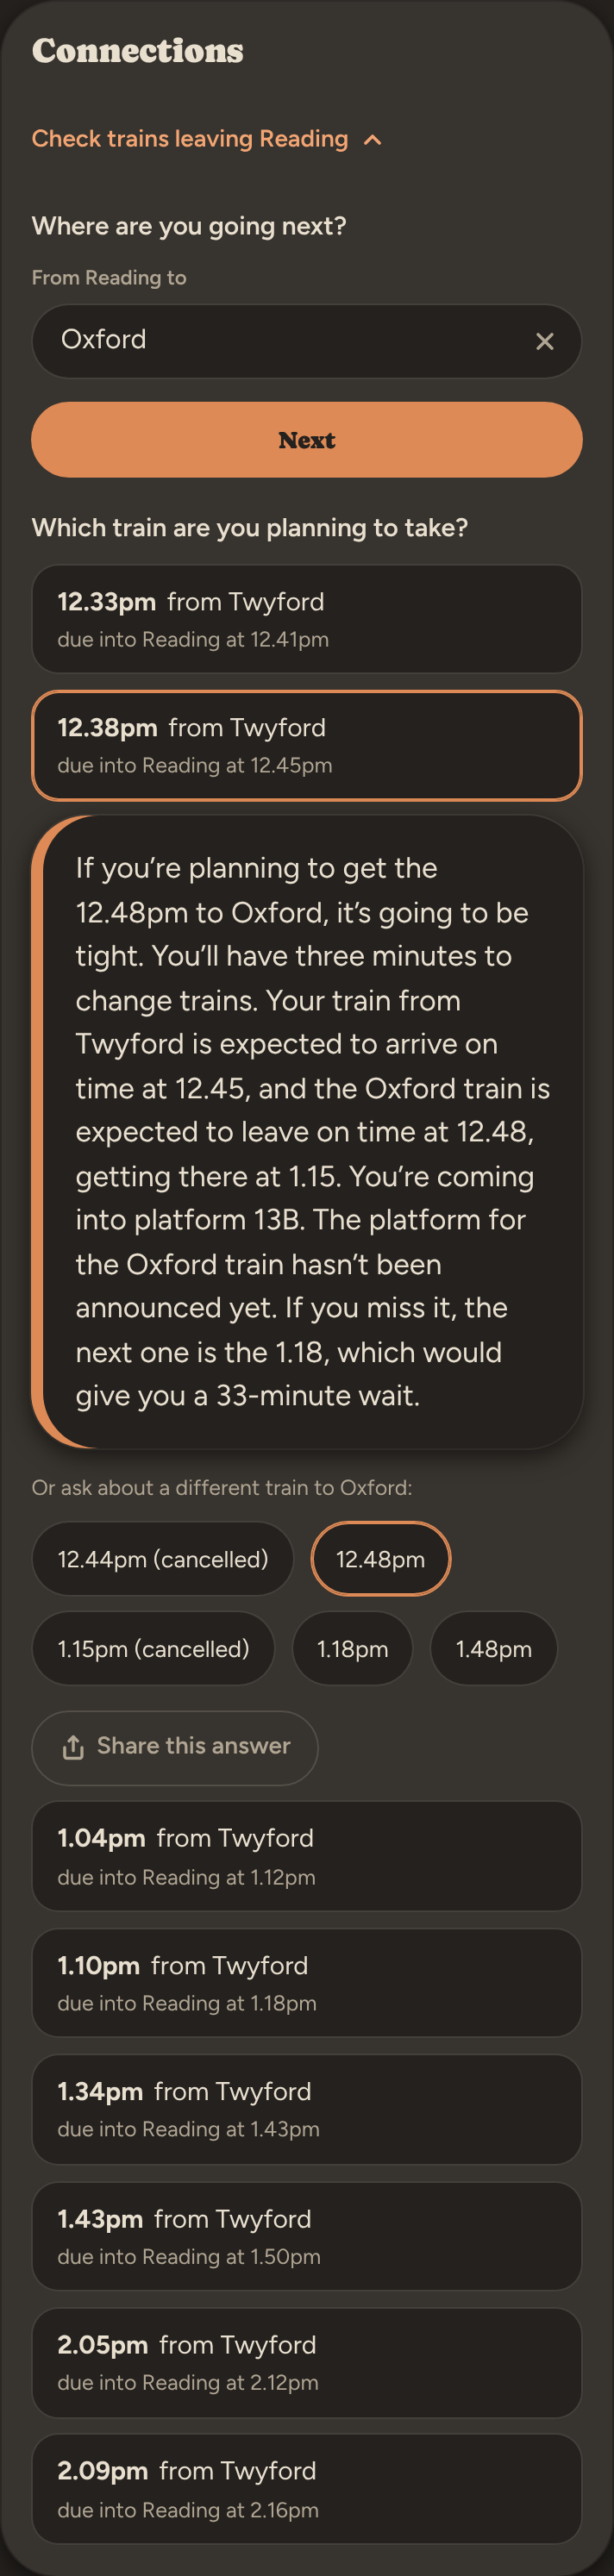 Connections
Check trains leaving Reading
Where are you going next?
From Reading to
Oxford
Next
Which train are you planning to take?
12.33pm from Twyford
due into Reading at 12.41pm
12.38pm from Twyford
due into Reading at 12.45pm
If you’re planning to get the
12.48pm to Oxford, it’s going to be
tight. You’ll have three minutes to
change trains. Your train from
Twyford is expected to arrive on
time at 12.45, and the Oxford train is
expected to leave on time at 12.48,
getting there at 1.15. You’re coming
into platform 13B. The platform for
the Oxford train hasn’t been
announced yet. If you miss it, the
next one is the 1.18, which would
give you a 33-minute wait.
Or ask about a different train to Oxford:
12.44pm (cancelled)
12.48pm
1.15pm (cancelled)
1.18pm
1.48pm
Share this answer
1.04pm from Twyford
due into Reading at 1.12pm
1.10pm from Twyford
due into Reading at 1.18pm
1.34pm from Twyford
due into Reading at 1.43pm
1.43pm from Twyford
due into Reading at 1.50pm
2.05pm from Twyford
due into Reading at 2.12pm
2.09pm from Twyford
due into Reading at 2.16pm